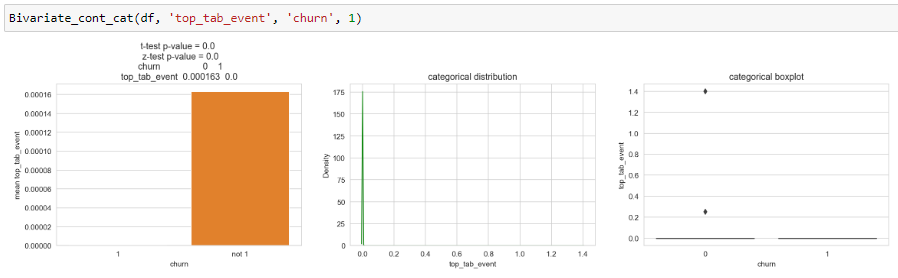 Bivariate_cont_cat(df, 'top_tab_event', 'churn', 1)
t-test p-value = 0.0
z-test p-value = 0.0
churn 0 1
top_tab_event 0.000163 0.0
mean top_tab_event
0.00016
0.00014
0.00012
0.00010
0.00008
0.00006
0.00004
0.00002
0.00000
1 not 1
churn
categorical distribution
Density
175
150
125
100
75
50
25
0
0.0 0.2 0.4 0.6 0.8 1.0 1.2 1.4
top_tab_event
categorical boxplot
top_tab_event
1.4
1.2
1.0
0.8
0.6
0.4
0.2
0.0
0 1
churn